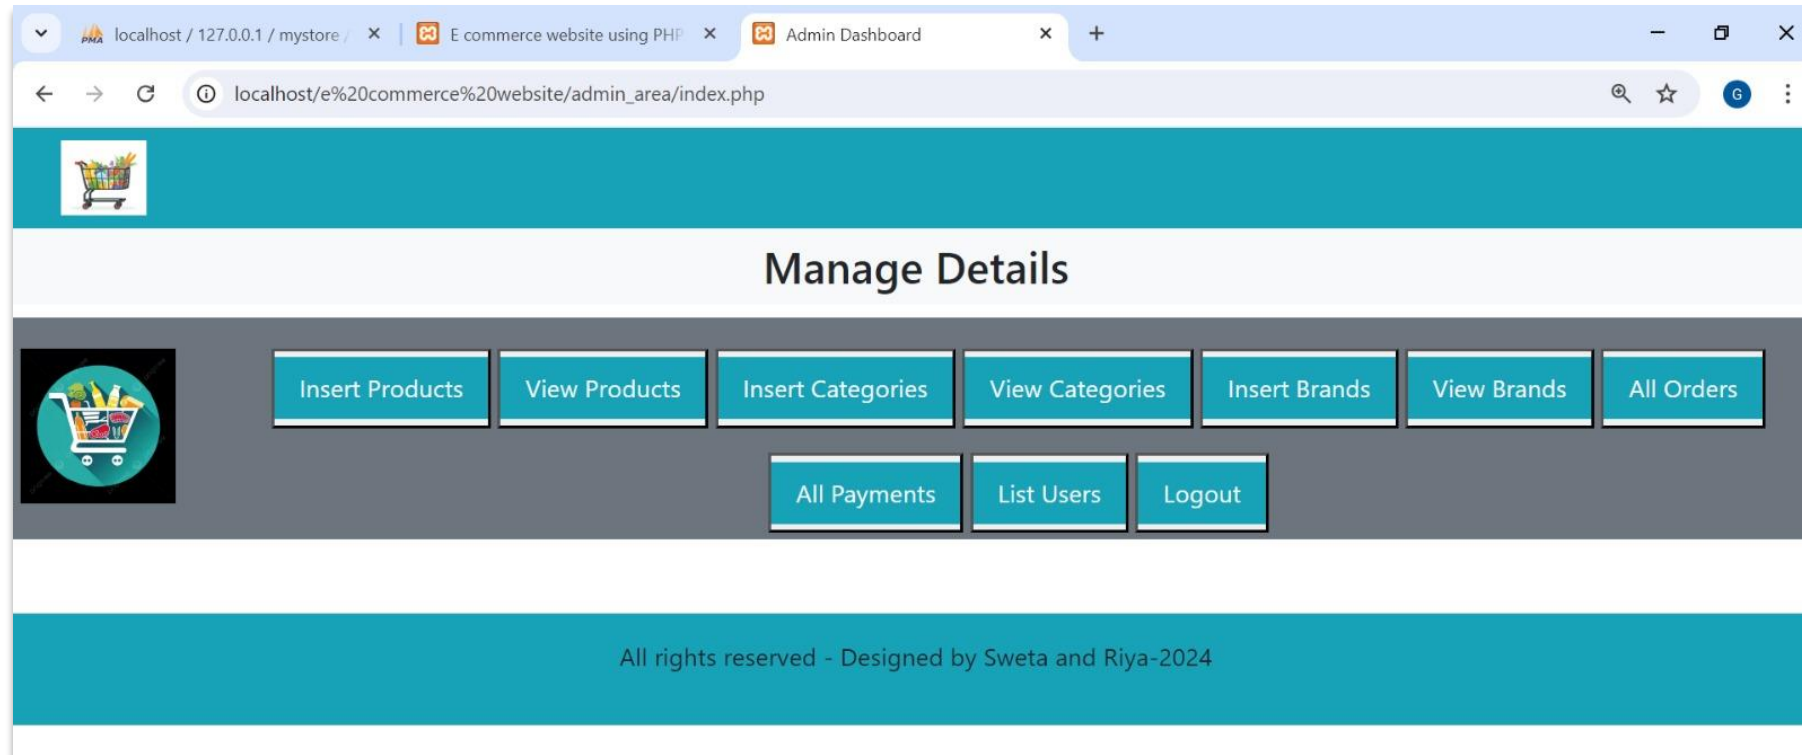 PMA localhost / 127.0.0.1 / mystore / E commerce website using PHP Admin Dashboard
localhost/e%20commerce%20website/admin_area/index.php G
Manage Details
Insert Products View Products Insert Categories View Categories Insert Brands View Brands All Orders
All Payments List Users Logout
All rights reserved - Designed by Sweta and Riya-2024